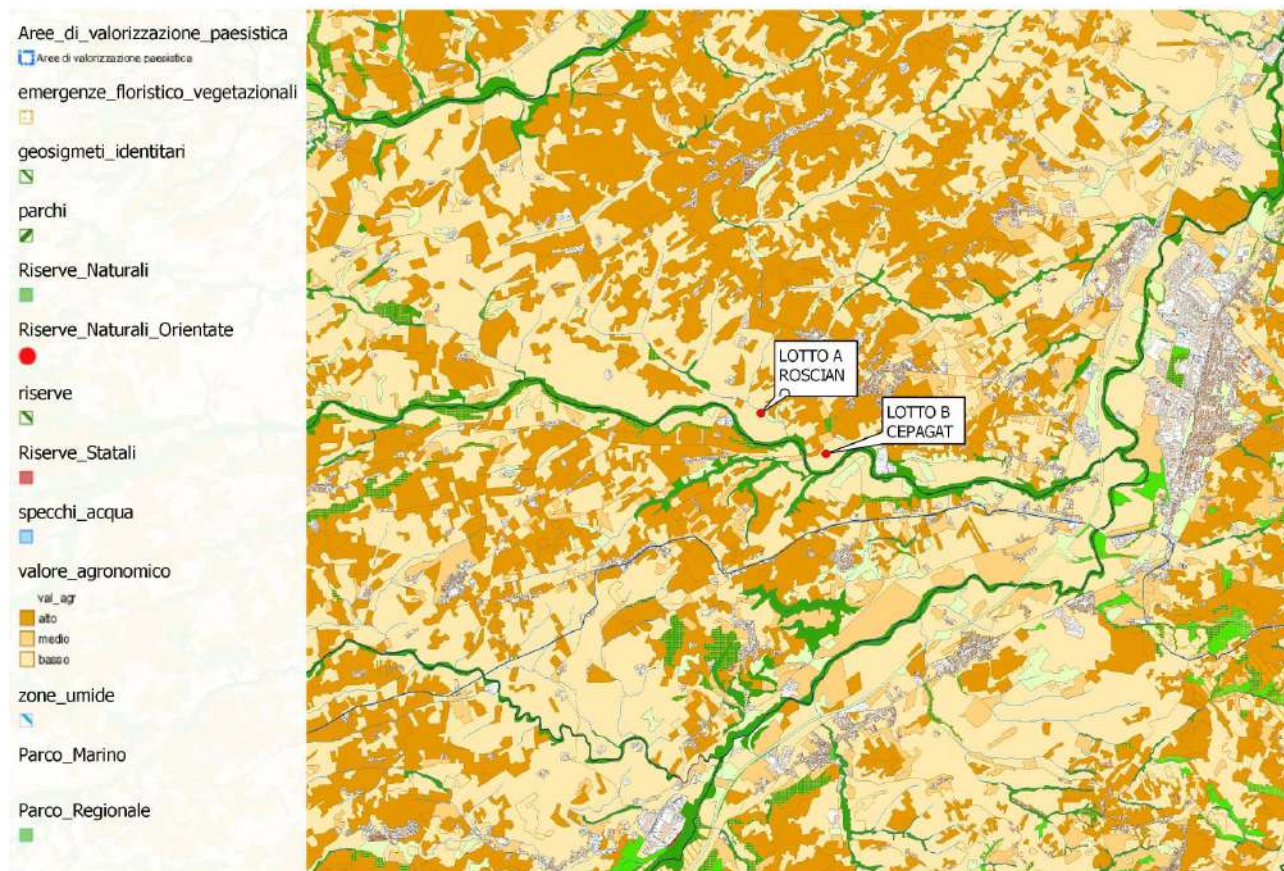 Aree_di_valorizzazione_paesistica
Aree di valorizzazione paesistica
emergenze_floristico_vegetazionali
geosigmeti_identitari
parchi
Riserve_Naturali
Riserve_Naturali_Orientate
riserve
Riserve_Statali
specchi_acqua
valore_agronomico
val_agr
alto
medio
basso
zone_umide
Parco_Marino
Parco_Regionale
LOTTO A
ROSCIAN
LOTTO B
CEPAGAT